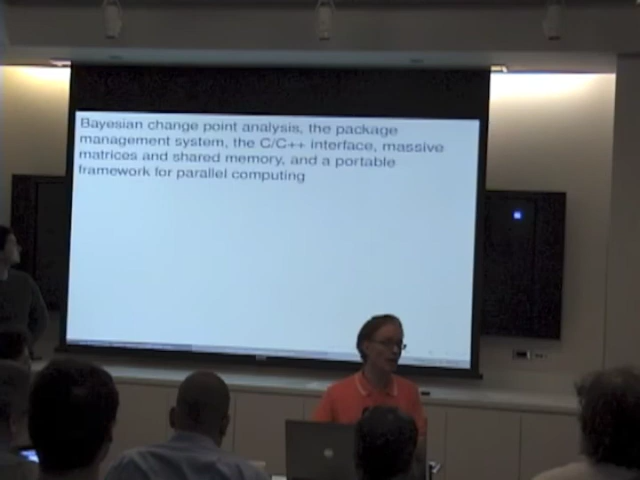 Bayesian change point analysis, the package
management system, the C/C++ interface, massive
matrices and shared memory, and a portable
framework for parallel computing